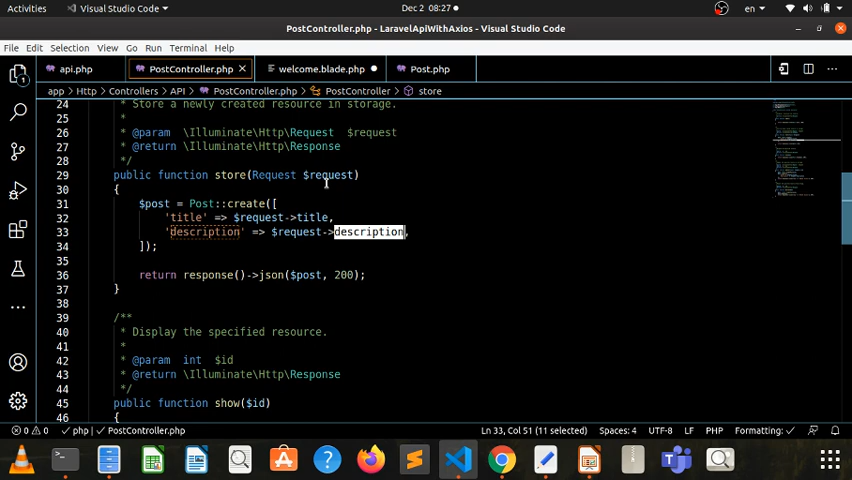 Activities Visual Studio Code Dec 2 08:27 en
PostController.php - LaravelApiWithAxios - Visual Studio Code
File Edit Selection View Go Run Terminal Help
api.php PostController.php welcome.blade.php Post.php
app > Http > Controllers > API > PostController.php > PostController > store
24 * Store a newly created resource in storage.
25 *
26 * @param \Illuminate\Http\Request $request
27 * @return \Illuminate\Http\Response
28 */
29 public function store(Request $request)
30 {
31 $post = Post::create([
32 'title' => $request->title,
33 'description' => $request->description,
34 ]);
35
36 return response()->json($post, 200);
37 }
38
39 /**
40 * Display the specified resource.
41 *
42 * @param int $id
43 * @return \Illuminate\Http\Response
44 */
45 public function show($id)
46 {
0 0 php PostController.php Ln 33, Col 51 (11 selected) Spaces: 4 UTF-8 LF PHP Formatting: